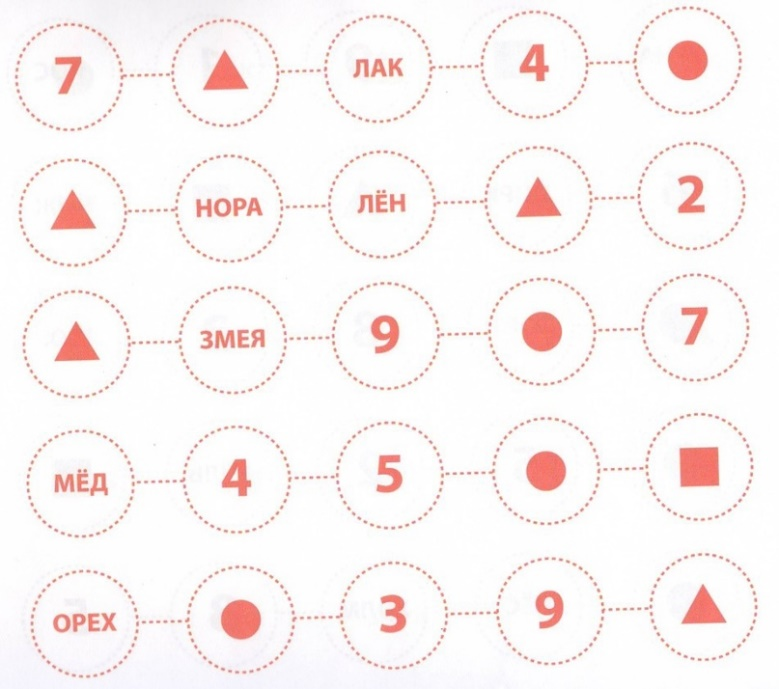 7 ЛАК 4
НОРА ЛЁН 2
ЗМЕЯ 9 7
МЁД 4 5
ОРЕХ 3 9